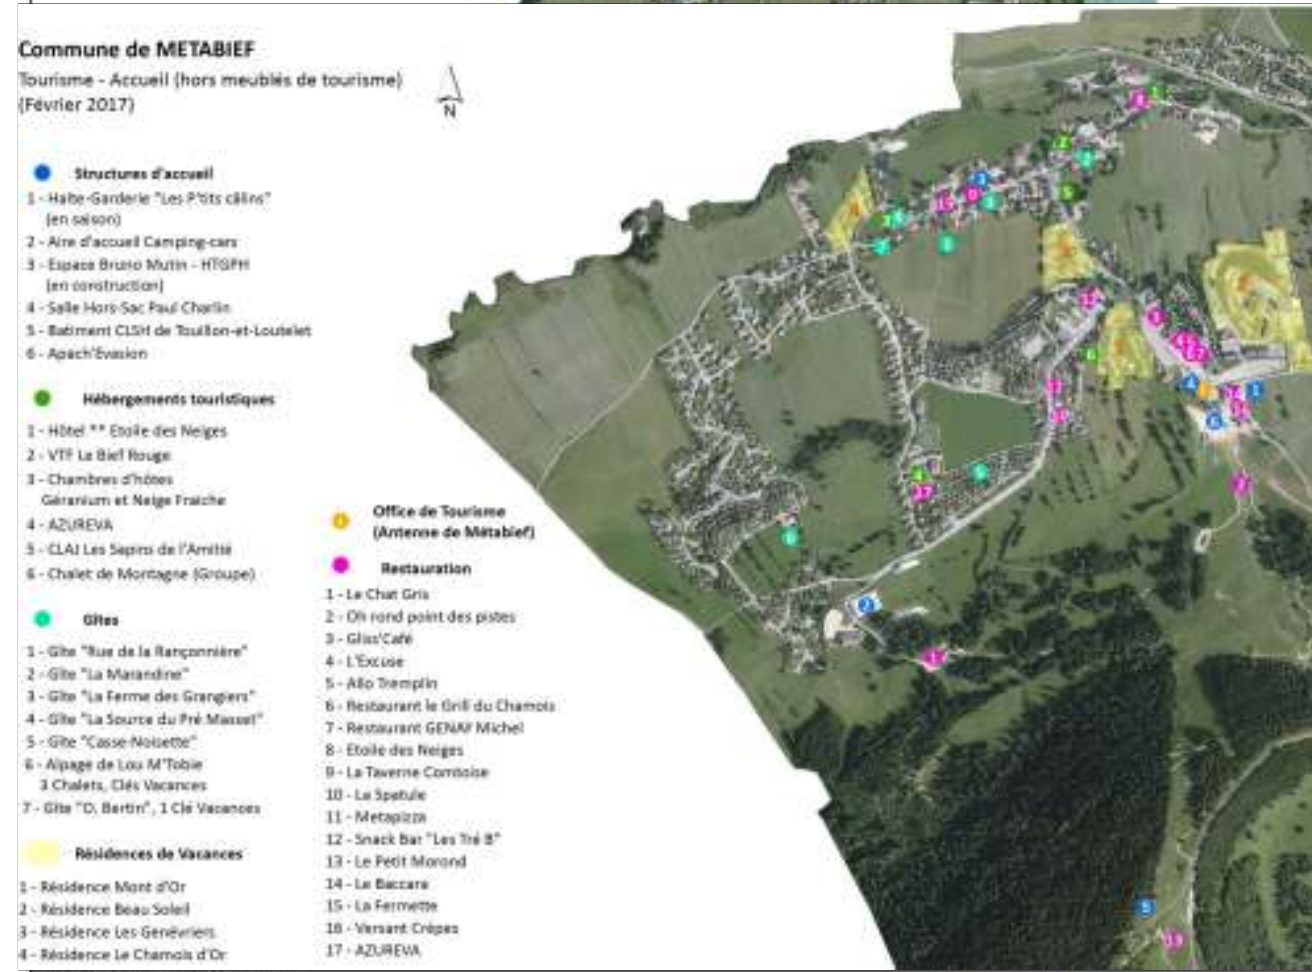 Commune de METABIEF
Tourisme - Accueil (hors meublés de tourisme)
(Février 2017)
N
Structures d'accueil
1 - Halte-Garderie "Les P'tits câlins"
(en saison)
2 - Aire d'accueil Camping-cars
3 - Espace Bruno Mutin - HTGPH
(en construction)
4 - Salle Hors-Sac Paul Charlin
5 - Batiment CLSH de Touillon-et-Loutelet
6 - Apach'Evasion
Hébergements touristiques
1 - Hôtel ** Etoile des Neiges
2 - VTF Le Bief Rouge
3 - Chambres d'hôtes
Géranium et Neige Fraiche
4 - AZUREVA
5 - CLAJ Les Sapins de l'Amitié
6 - Chalet de Montagne (Groupe)
Gîtes
1 - Gîte "Rue de la Rançonnière"
2 - Gîte "La Marandine"
3 - Gîte "La Ferme des Grangiers"
4 - Gîte "La Source du Pré Masset"
5 - Gîte "Casse-Noisette"
6 - Alpage de Lou M'Tobie
3 Chalets, Clés Vacances
7 - Gîte "D. Bertin", 1 Clé Vacances
Résidences de Vacances
1 - Résidence Mont d'Or
2 - Résidence Beau Soleil
3 - Résidence Les Genévriers
4 - Résidence Le Chamois d'Or
Office de Tourisme
(Antenne de Métabief)
Restauration
1 - Le Chat Gris
2 - Oh rond point des pistes
3 - Gliss'Café
4 - L'Excuse
5 - Allo Tremplin
6 - Restaurant le Grill du Chamois
7 - Restaurant GENAY Michel
8 - Etoile des Neiges
9 - La Taverne Comtoise
10 - La Spatule
11 - Metapizza
12 - Snack Bar "Les Tré B"
13 - Le Petit Morond
14 - Le Baccara
15 - La Fermette
16 - Versant Crêpes
17 - AZUREVA